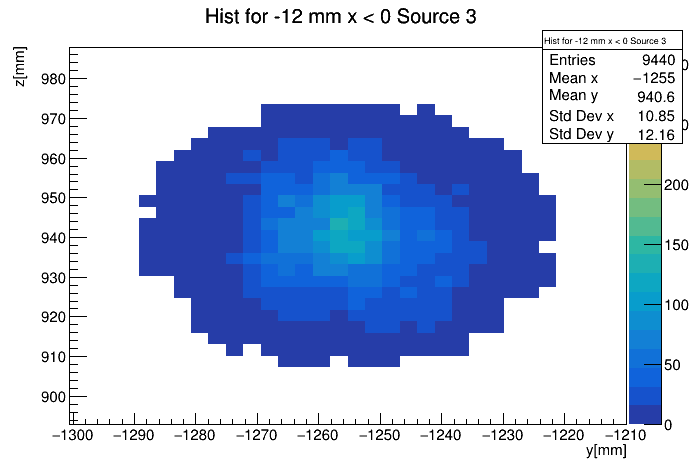 Hist for -12 mm x < 0 Source 3
Hist for -12 mm x < 0 Source 3
Entries 9440
Mean x −1255
Mean y 940.6
Std Dev x 10.85
Std Dev y 12.16
z[mm]
980
970
960
950
940
930
920
910
900
0
0
200
150
100
50
0
−1300 −1290 −1280 −1270 −1260 −1250 −1240 −1230 −1220 −1210
y[mm]